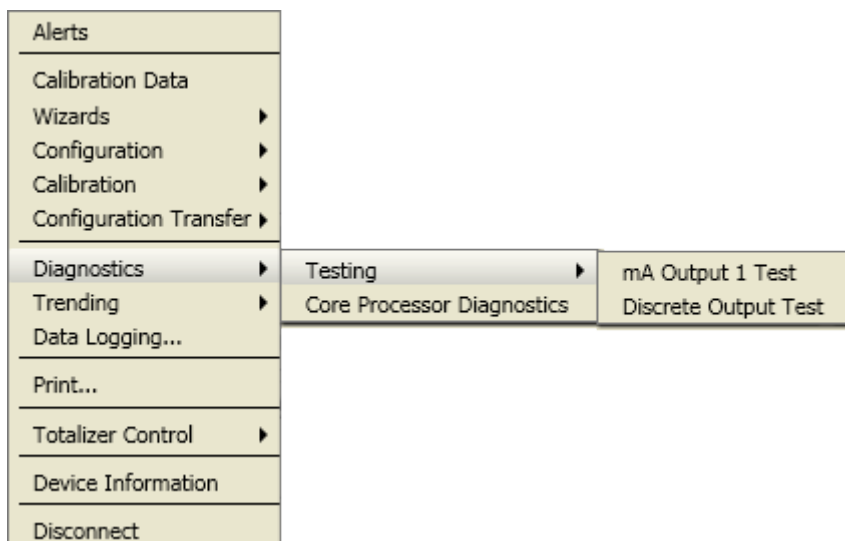 Alerts
Calibration Data
Wizards
Configuration
Calibration
Configuration Transfer
Diagnostics
Trending
Data Logging...
Print...
Totalizer Control
Device Information
Disconnect
Testing
Core Processor Diagnostics
mA Output 1 Test
Discrete Output Test